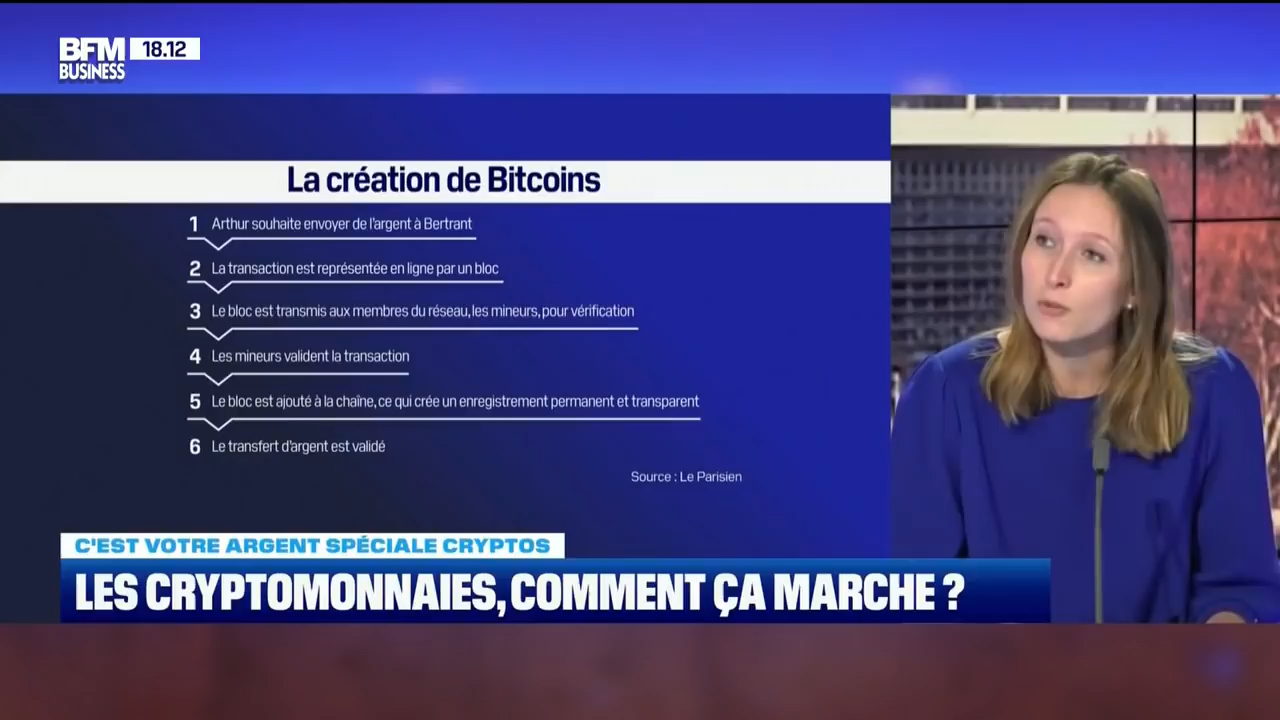 BFM 18.12
BUSINESS
La création de Bitcoins
1 Arthur souhaite envoyer de l'argent à Bertrant
2 La transaction est représentée en ligne par un bloc
3 Le bloc est transmis aux membres du réseau, les mineurs, pour vérification
4 Les mineurs valident la transaction
5 Le bloc est ajouté à la chaîne, ce qui crée un enregistrement permanent et transparent
6 Le transfert d'argent est validé
Source : Le Parisien
C'EST VOTRE ARGENT SPÉCIALE CRYPTOS
LES CRYPTOMONNAIES, COMMENT ÇA MARCHE ?